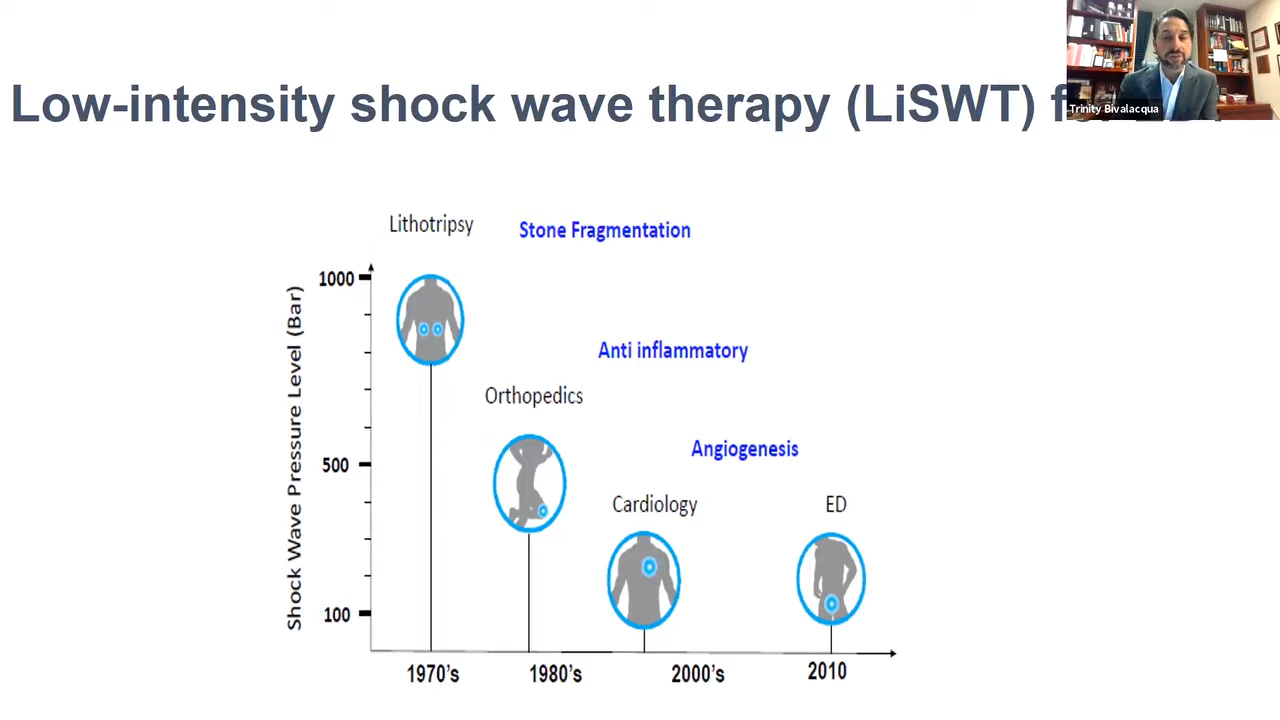 Low-intensity shock wave therapy (LiSWT)
Trinity Bivalacqua
Lithotripsy
Stone Fragmentation
1000
Anti inflammatory
Orthopedics
Angiogenesis
500
Cardiology
ED
100
Shock Wave Pressure Level (Bar)
1970's
1980's
2000's
2010